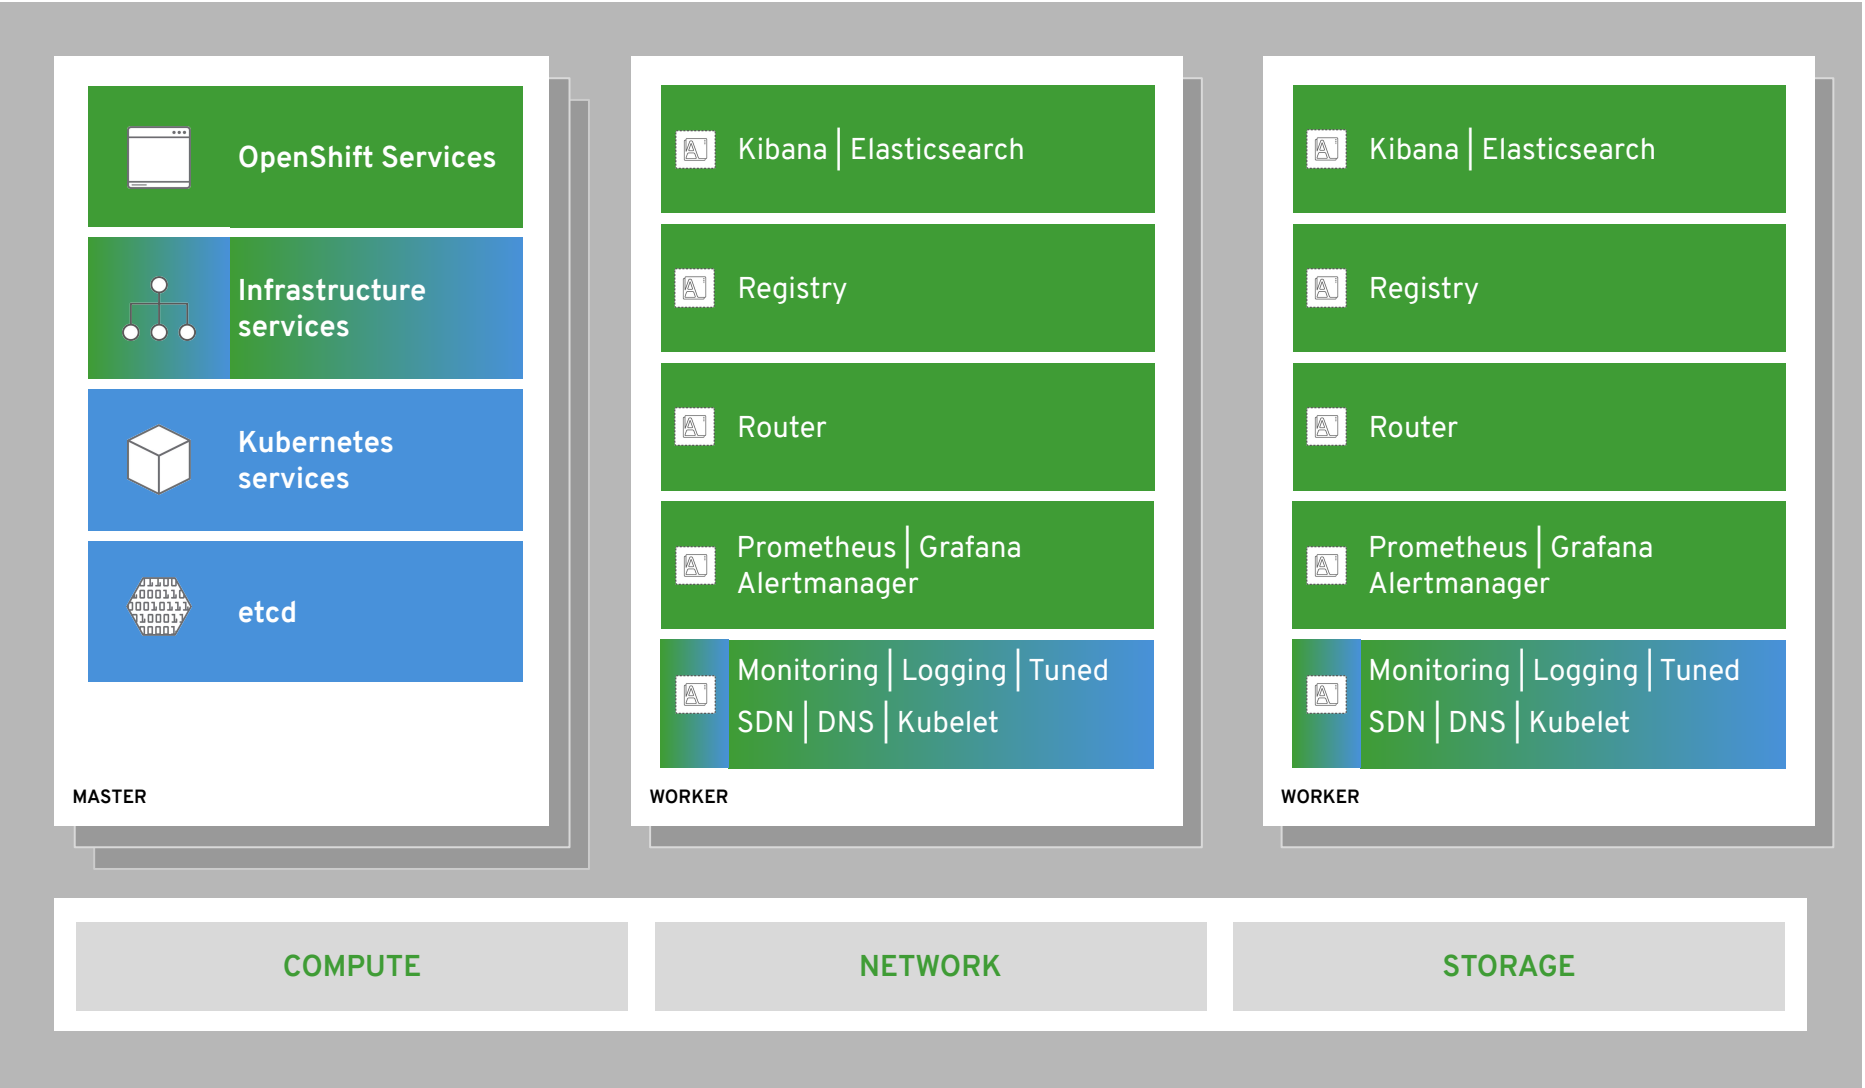 OpenShift Services
Infrastructure
services
Kubernetes
services
etcd
MASTER
Kibana | Elasticsearch
Registry
Router
Prometheus | Grafana
Alertmanager
Monitoring | Logging | Tuned
SDN | DNS | Kubelet
WORKER
Kibana | Elasticsearch
Registry
Router
Prometheus | Grafana
Alertmanager
Monitoring | Logging | Tuned
SDN | DNS | Kubelet
WORKER
COMPUTE
NETWORK
STORAGE